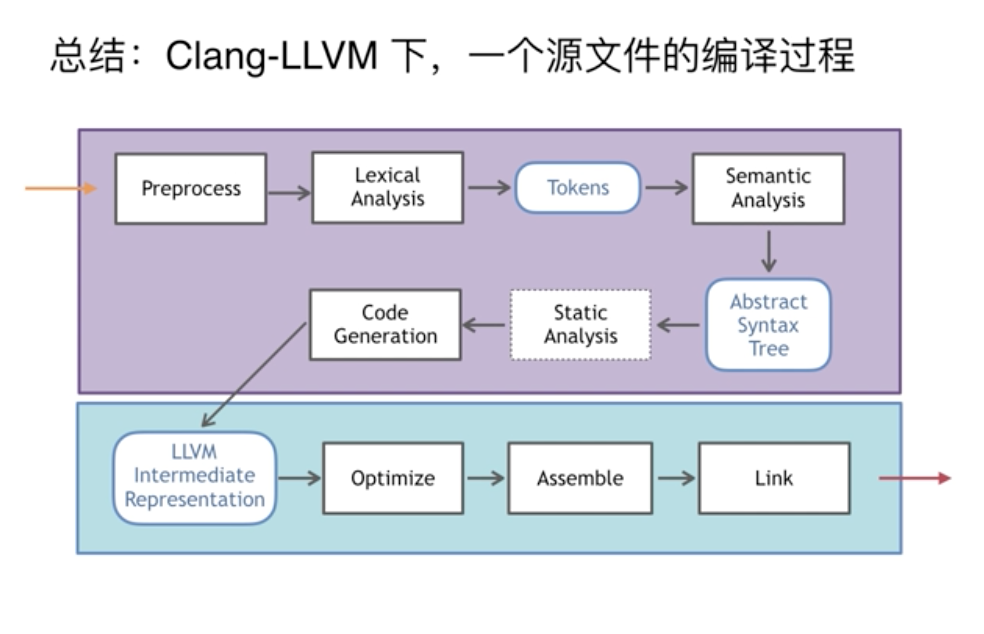 总结：Clang-LLVM 下，一个源文件的编译过程
Preprocess
Lexical
Analysis
Tokens
Semantic
Analysis
Abstract
Syntax
Tree
Static
Analysis
Code
Generation
LLVM
Intermediate
Representation
Optimize
Assemble
Link